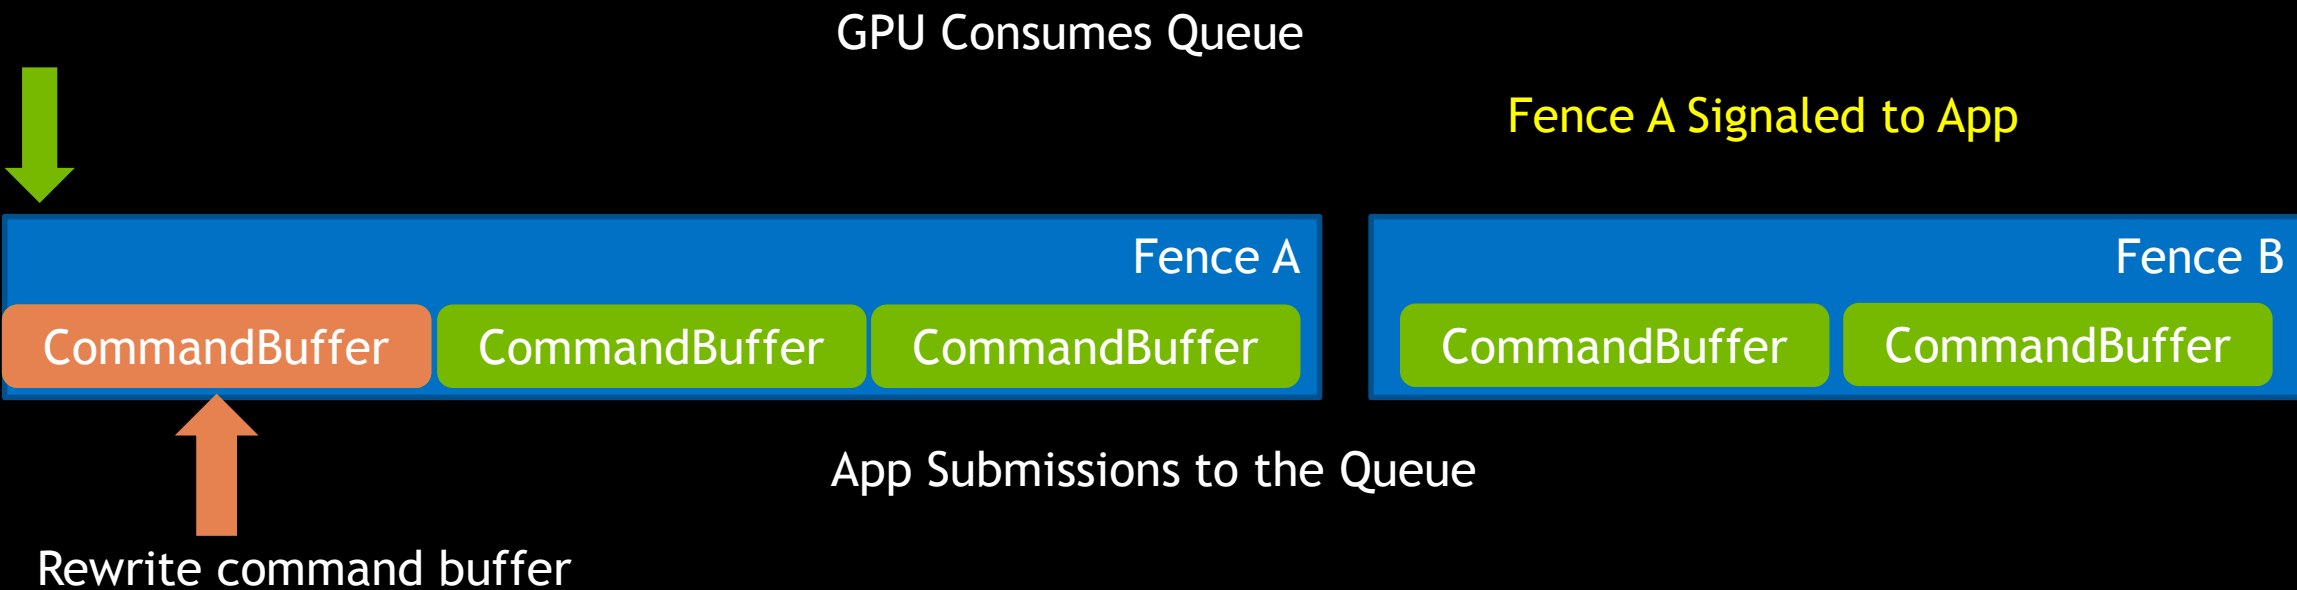 GPU Consumes Queue
Fence A Signaled to App
Fence A
Fence B
CommandBuffer
CommandBuffer
CommandBuffer
CommandBuffer
CommandBuffer
App Submissions to the Queue
Rewrite command buffer